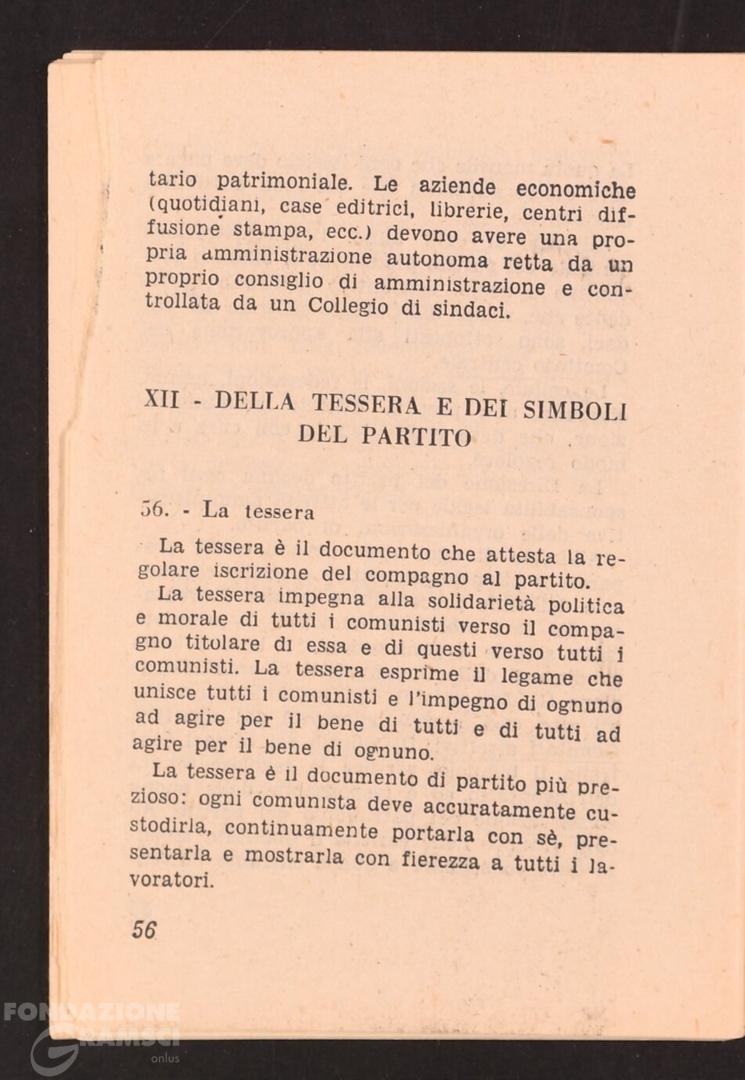 tario patrimoniale. Le aziende economiche
(quotidiani, case editrici, librerie, centri dif-
fusione stampa, ecc.) devono avere una pro-
pria amministrazione autonoma retta da un
proprio consiglio di amministrazione e con-
trollata da un Collegio di sindaci.
XII - DELLA TESSERA E DEI SIMBOLI
DEL PARTITO
56. - La tessera
La tessera è il documento che attesta la re-
golare iscrizione del compagno al partito.
La tessera impegna alla solidarietà politica
e morale di tutti i comunisti verso il compa-
gno titolare di essa e di questi verso tutti i
comunisti. La tessera esprime il legame che
unisce tutti i comunisti e l'impegno di ognuno
ad agire per il bene di tutti e di tutti ad
agire per il bene di ognuno.
La tessera è il documento di partito più pre-
zioso: ogni comunista deve accuratamente cu-
stodirla, continuamente portarla con sè, pre-
sentarla e mostrarla con fierezza a tutti i la-
voratori.
56
FONDAZIONE
GRAMSCI
onlus